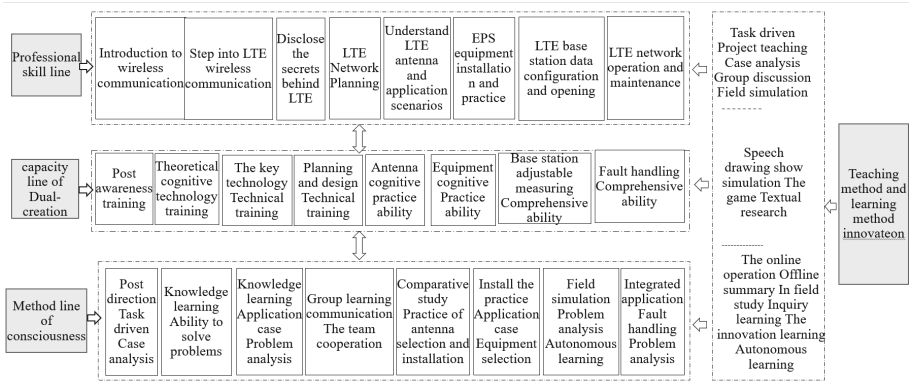 Professional
skill line
Introduction to
wireless
communication
Step into LTE
wireless
communication
Disclose
the
secrets
behind
LTE
LTE
Network
Planning
Understand
LTE
antenna
and
application
scenarios
EPS
equipment
installatio
n and
practice
LTE base
station data
configuration
and opening
LTE network
operation and
maintenance
Task driven
Project teaching
Case analysis
Group discussion
Field simulation
capacity
line of
Dual-
creation
Post
awareness
training
Theoretical
cognitive
technology
training
The key
technology
Technical
training
Planning
and design
Technical
training
Antenna
cognitive
practice
ability
Equipment
cognitive
Practice
ability
Base station
adjustable
measuring
Comprehensive
ability
Fault handling
Comprehensive
ability
Speech
drawing show
simulation The
game Textual
research
Teaching
method and
learning
method
innovateon
Method line
of
consciousness
Post
direction
Task
driven
Case
analysis
Knowledge
learning
Ability to
solve
problems
Knowledge
learning
Application
case
Problem
analysis
Group learning
communication
The team
cooperation
Comparative
study
Practice of
antenna
selection and
installation
Install the
practice
Application
case
Equipment
selection
Field
simulation
Problem
analysis
Autonomous
learning
Integrated
application
Fault
handling
Problem
analysis
The online
operation Offline
summary In field
study Inquiry
learning The
innovation learning
Autonomous
learning